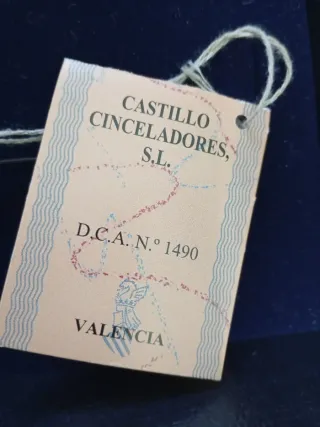 CASTILLO
CINCELADORES,
S.L.
D.C.A. N.º 1490
VALENCIA